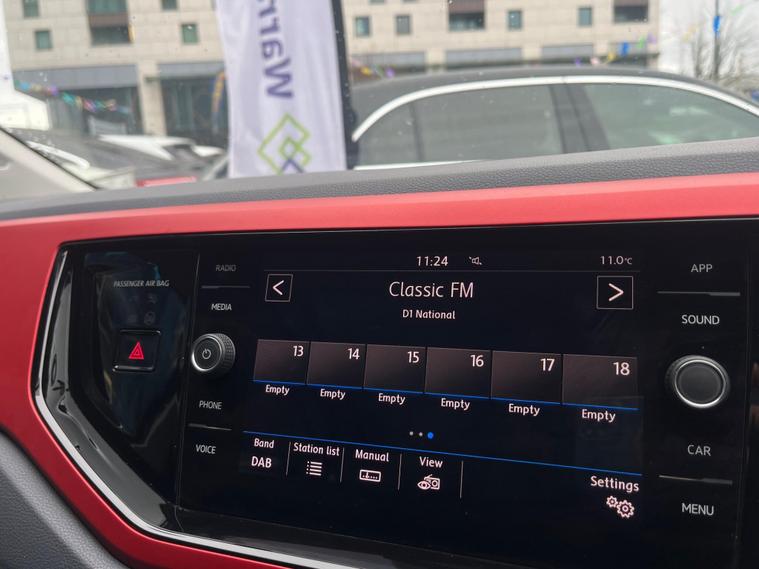 Warr
PASSENGER AIR BAG
RADIO
MEDIA
PHONE
VOICE
11:24
11.0°C
Classic FM
D1 National
13 14 15 16 17 18
Empty Empty Empty Empty Empty Empty
Band
DAB
Station list
Manual
View
Settings
APP
SOUND
CAR
MENU